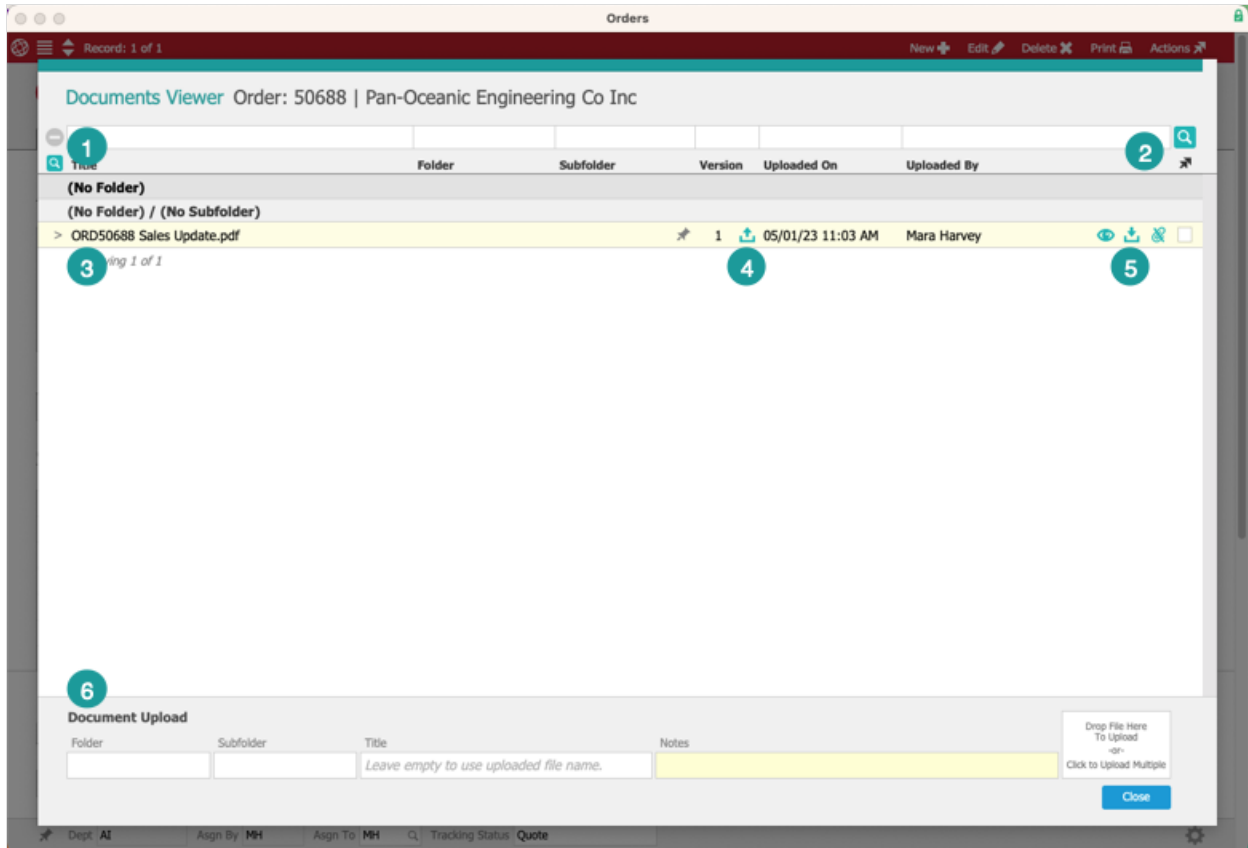 Orders
Record: 1 of 1 New Edit Delete Print Actions
Documents Viewer Order: 50688 | Pan-Oceanic Engineering Co Inc
1
2
Title Folder Subfolder Version Uploaded On Uploaded By
(No Folder)
(No Folder) / (No Subfolder)
> ORD50688 Sales Update.pdf 1 05/01/23 11:03 AM Mara Harvey
3 ying 1 of 1
4
5
6
Document Upload
Folder Subfolder Title Notes
Leave empty to use uploaded file name.
Drop File Here
To Upload
-or-
Click to Upload Multiple
Close
Dept AI Asgn By MH Asgn To MH Tracking Status Quote